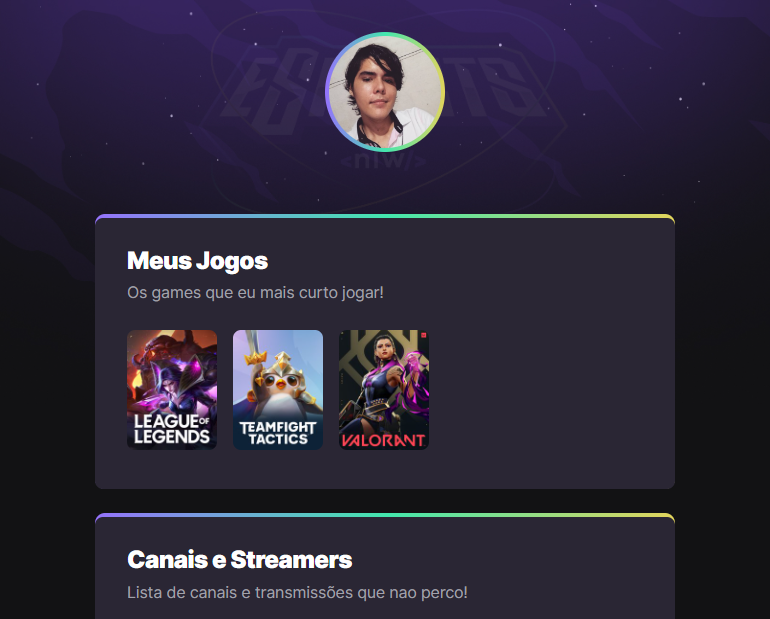 ESPORTS
<nlw/>
Meus Jogos
Os games que eu mais curto jogar!
LEAGUE OF
LEGENDS
TEAMFIGHT
TACTICS
VALORANT
Canais e Streamers
Lista de canais e transmissões que nao perco!